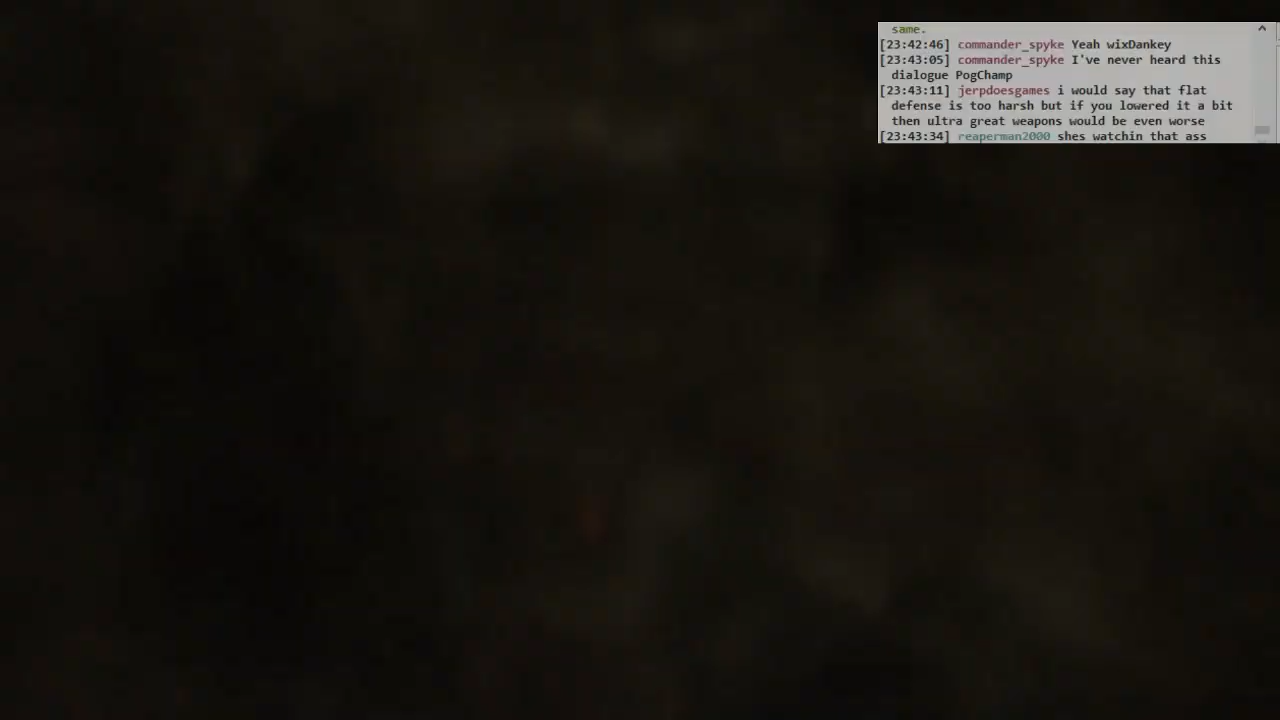 same.
[23:42:46] commander_spyke Yeah wixDankey
[23:43:05] commander_spyke I've never heard this
dialogue PogChamp
[23:43:11] jerpdoesgames i would say that flat
defense is too harsh but if you lowered it a bit
then ultra great weapons would be even worse
[23:43:34] reaperman2000 shes watchin that ass